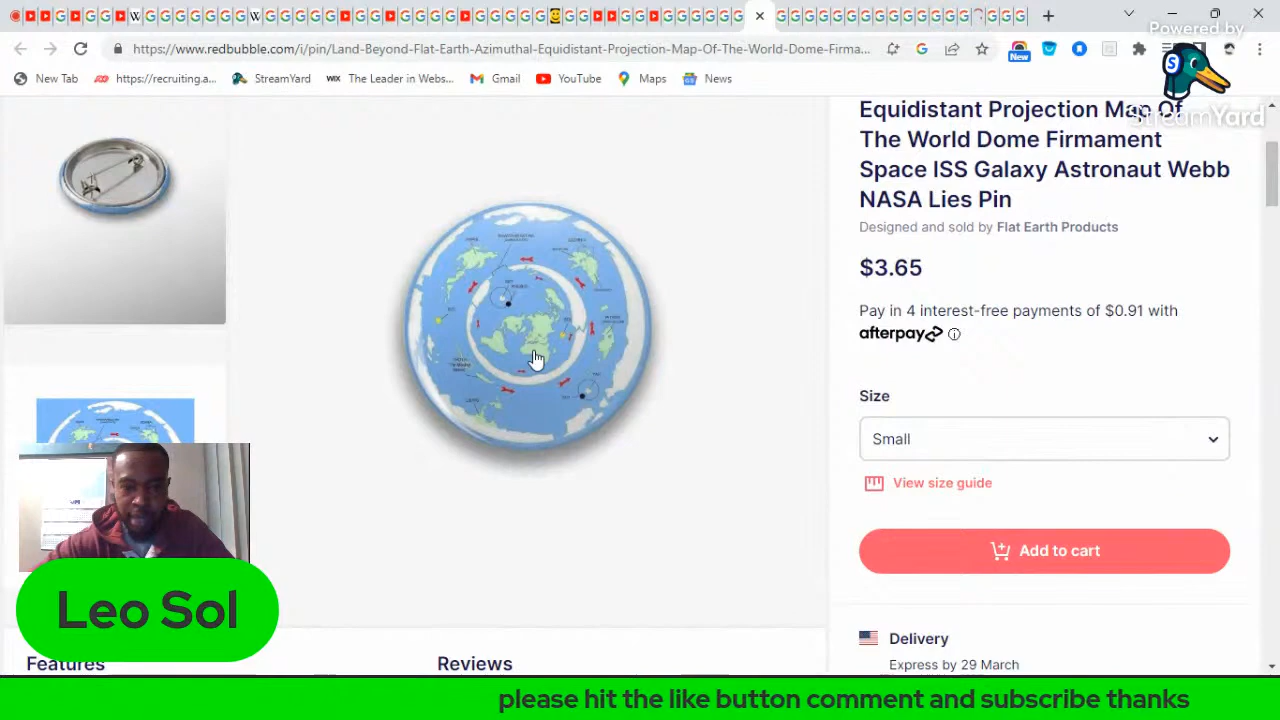 https://www.redbubble.com/i/pin/Land-Beyond-Flat-Earth-Azimuthal-Equidistant-Projection-Map-Of-The-World-Dome-Firma...
New
Powered by
StreamYard
New Tab
https://recruiting.a...
StreamYard
WIX
The Leader in Webs...
Gmail
YouTube
Maps
News
Equidistant Projection Map Of
The World Dome Firmament
Space ISS Galaxy Astronaut Webb
NASA Lies Pin
Designed and sold by Flat Earth Products
$3.65
Pay in 4 interest-free payments of $0.91 with
afterpay
Size
Small
View size guide
Add to cart
Delivery
Express by 29 March
Features
Reviews
Leo Sol
please hit the like button comment and subscribe thanks